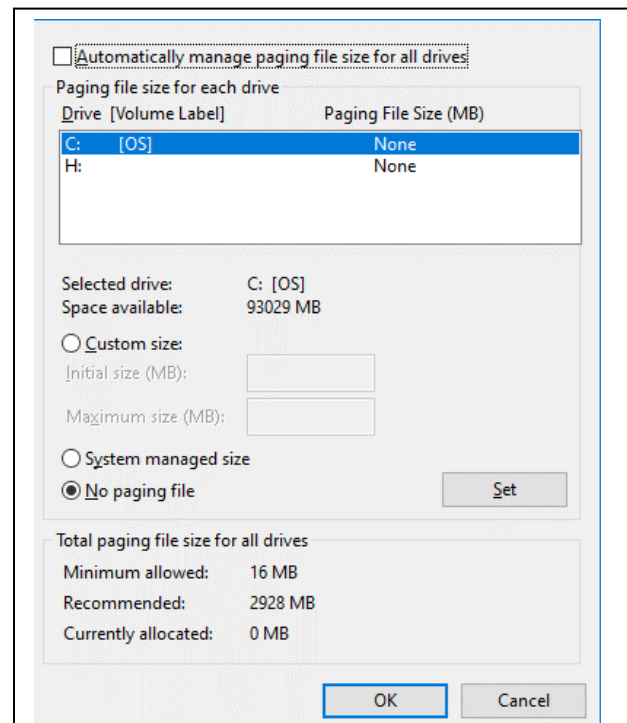 Automatically manage paging file size for all drives
Paging file size for each drive
Drive [Volume Label] Paging File Size (MB)
C: [OS] None
H: None
Selected drive: C: [OS]
Space available: 93029 MB
Custom size:
Initial size (MB):
Maximum size (MB):
System managed size
No paging file Set
Total paging file size for all drives
Minimum allowed: 16 MB
Recommended: 2928 MB
Currently allocated: 0 MB
OK Cancel